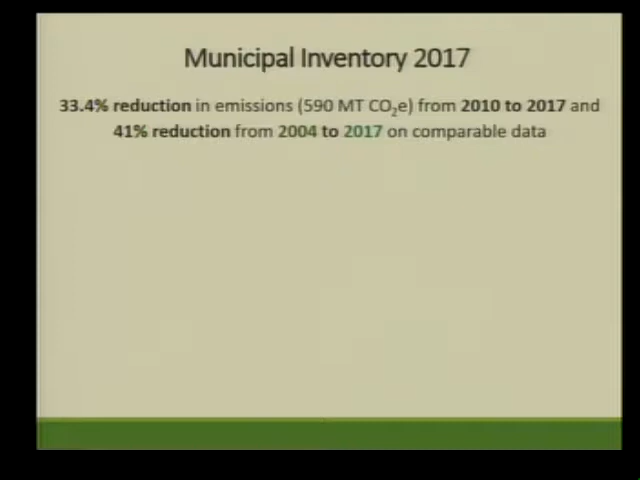 Municipal Inventory 2017
33.4% reduction in emissions (590 MT CO₂e) from 2010 to 2017 and
41% reduction from 2004 to 2017 on comparable data